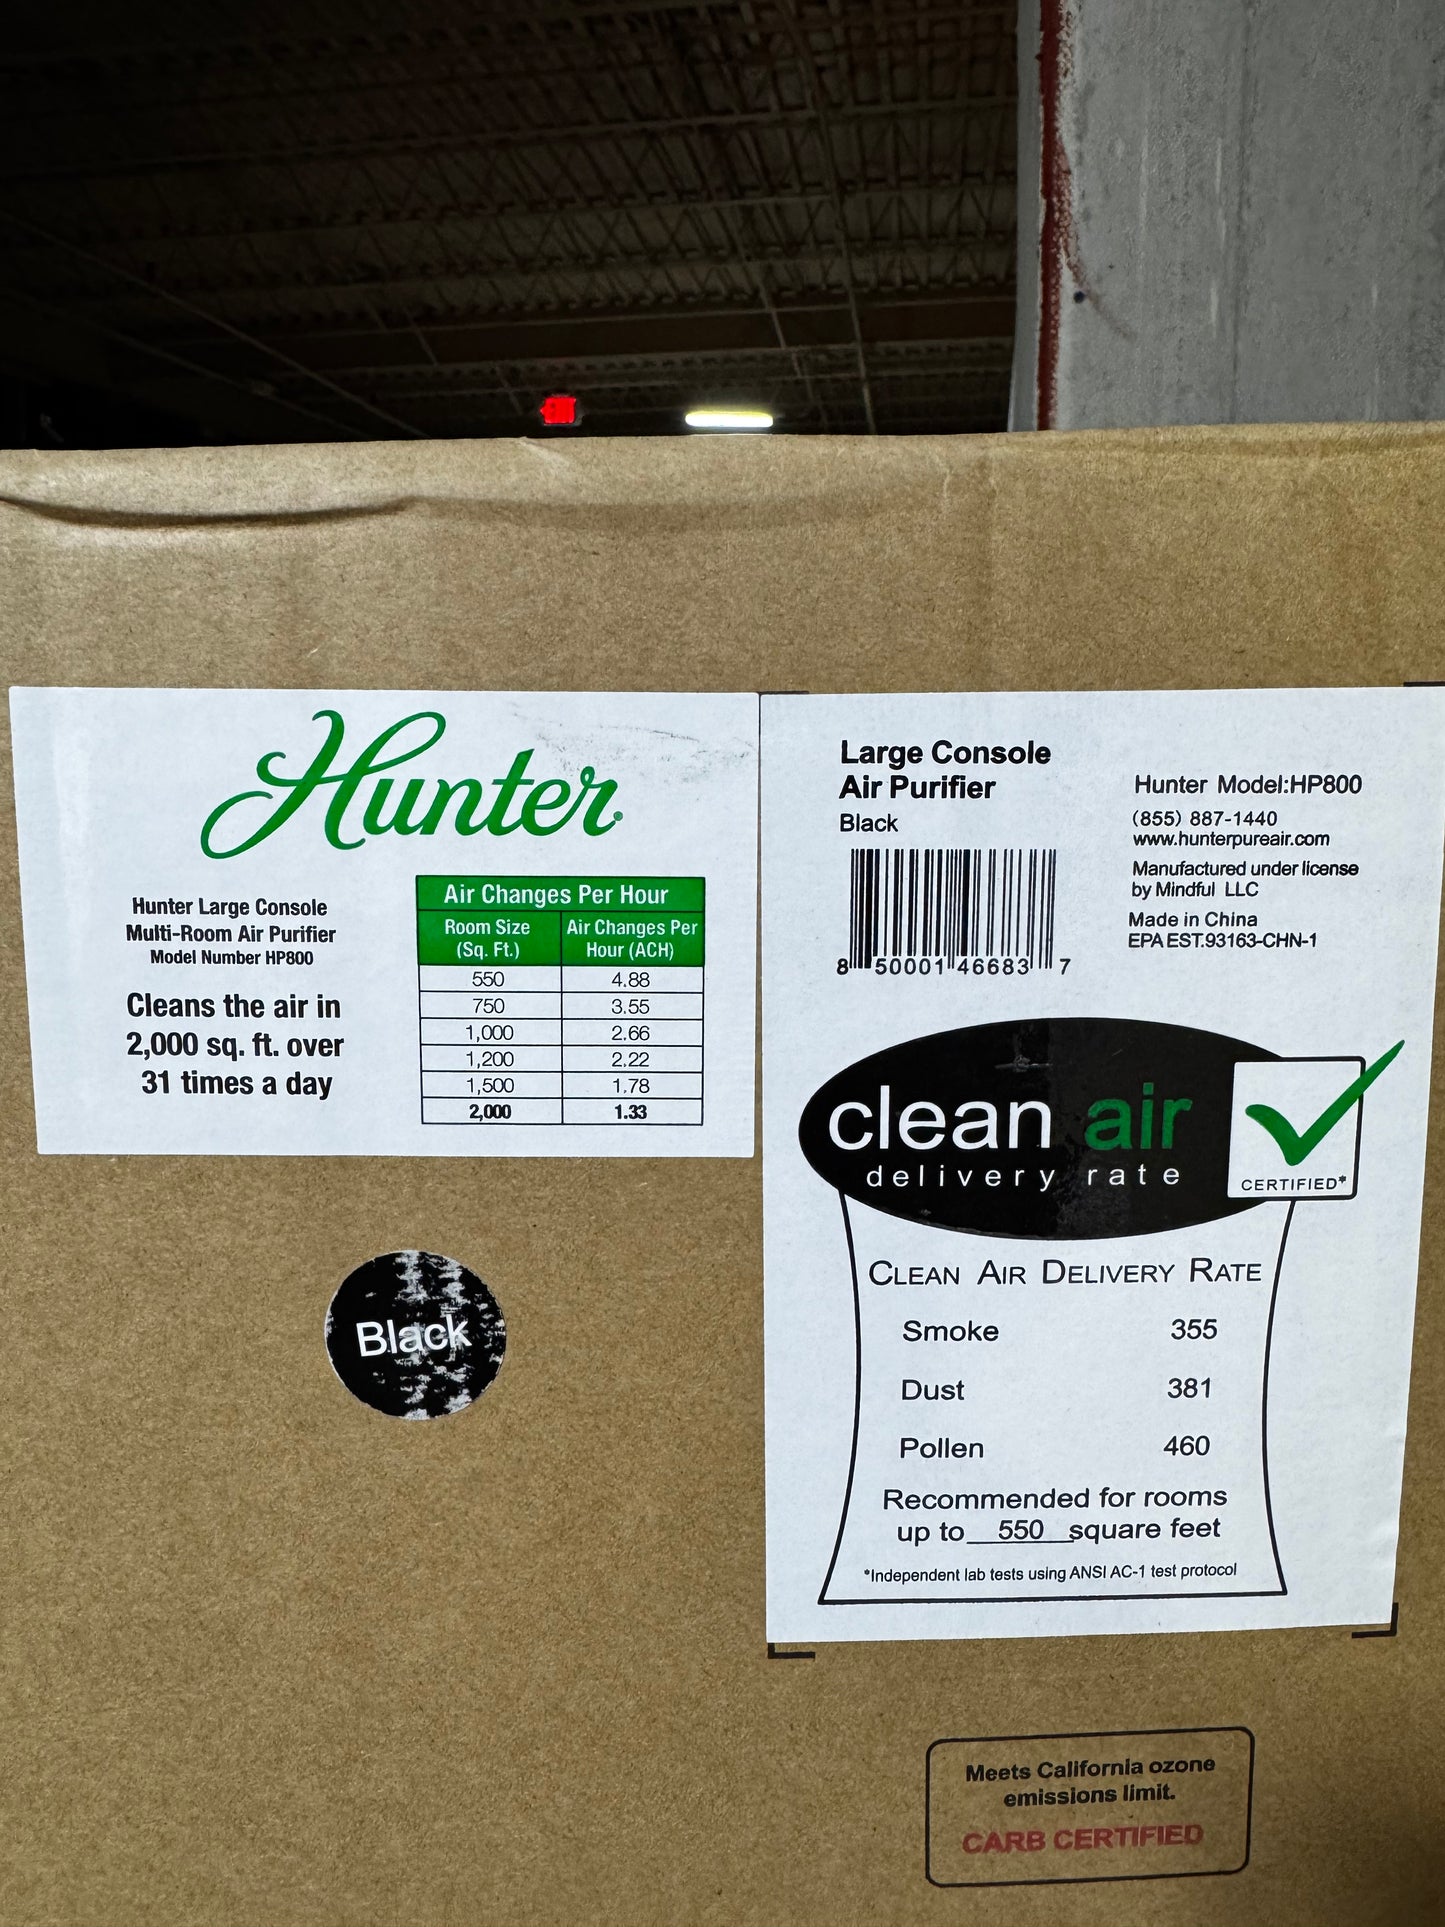 Hunter
Hunter Large Console
Multi-Room Air Purifier
Model Number HP800
Cleans the air in
2,000 sq. ft. over
31 times a day
Air Changes Per Hour
Room Size (Sq. Ft.) Air Changes Per Hour (ACH)
550 4.88
750 3.55
1,000 2.66
1,200 2.22
1,500 1.78
2,000 1.33
Black
Large Console
Air Purifier
Black
8 50001 46683 7
Hunter Model:HP800
(855) 887-1440
www.hunterpureair.com
Manufactured under license
by Mindful LLC
Made in China
EPA EST.93163-CHN-1
clean air
delivery rate
CERTIFIED*
CLEAN AIR DELIVERY RATE
Smoke 355
Dust 381
Pollen 460
Recommended for rooms
up to 550 square feet
*Independent lab tests using ANSI AC-1 test protocol
Meets California ozone
emissions limit.
CARB CERTIFIED